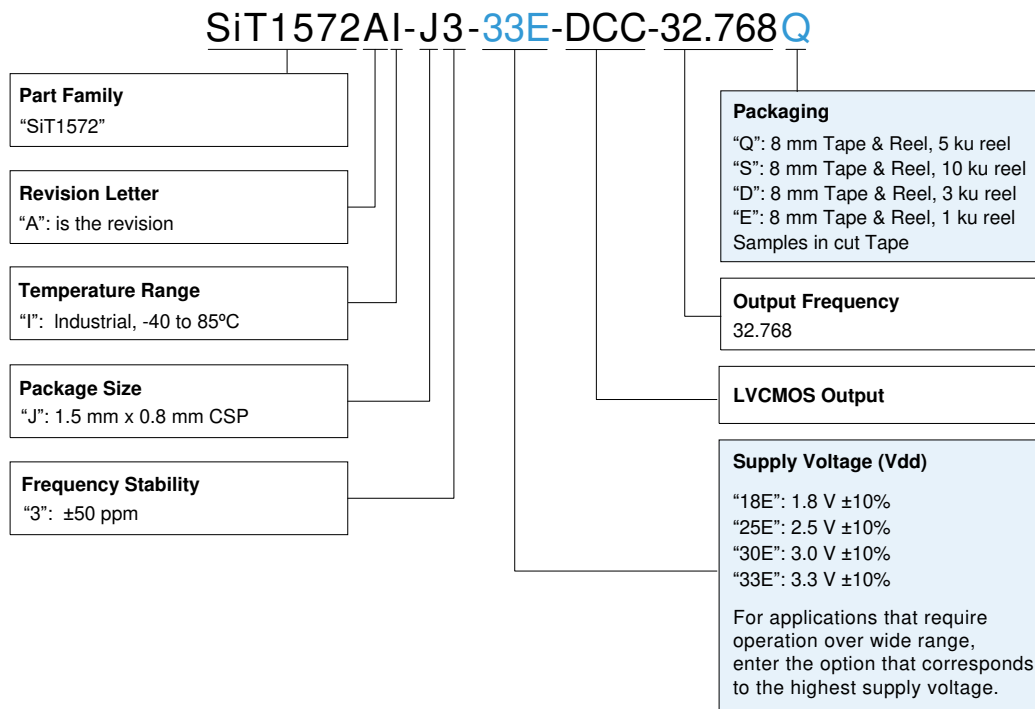 SiT1572AI-J3-33E-DCC-32.768Q
Part Family
“SiT1572”
Revision Letter
“A”: is the revision
Temperature Range
“I”: Industrial, -40 to 85ºC
Package Size
“J”: 1.5 mm x 0.8 mm CSP
Frequency Stability
“3”: ±50 ppm
Packaging
“Q”: 8 mm Tape & Reel, 5 ku reel
“S”: 8 mm Tape & Reel, 10 ku reel
“D”: 8 mm Tape & Reel, 3 ku reel
“E”: 8 mm Tape & Reel, 1 ku reel
Samples in cut Tape
Output Frequency
32.768
LVCMOS Output
Supply Voltage (Vdd)
“18E”: 1.8 V ±10%
“25E”: 2.5 V ±10%
“30E”: 3.0 V ±10%
“33E”: 3.3 V ±10%
For applications that require
operation over wide range,
enter the option that corresponds
to the highest supply voltage.